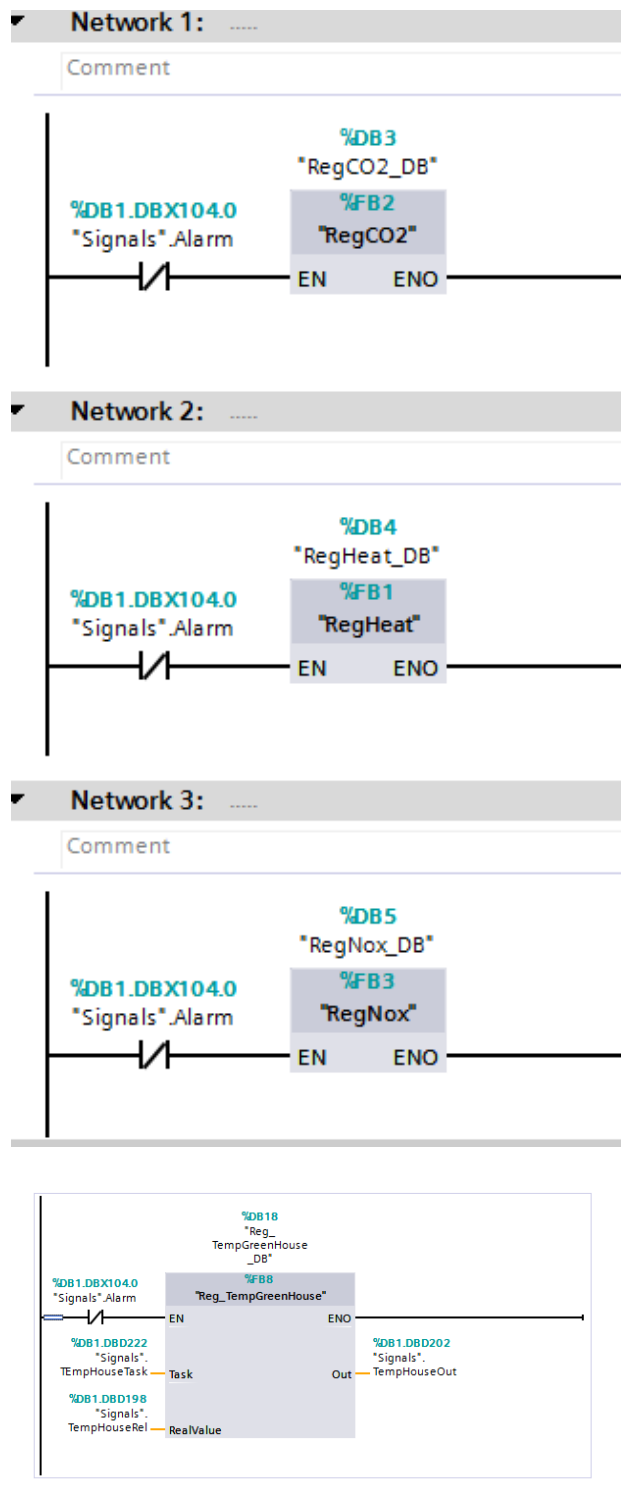 Network 1: .....
Comment
%DB3
"RegCO2_DB"
%DB1.DBX104.0
"Signals".Alarm
%FB2
"RegCO2"
EN ENO
Network 2: .....
Comment
%DB4
"RegHeat_DB"
%DB1.DBX104.0
"Signals".Alarm
%FB1
"RegHeat"
EN ENO
Network 3: .....
Comment
%DB5
"RegNox_DB"
%DB1.DBX104.0
"Signals".Alarm
%FB3
"RegNox"
EN ENO
%DB18
"Reg_
TempGreenHouse
_DB"
%DB1.DBX104.0
"Signals".Alarm
%FB8
"Reg_TempGreenHouse"
EN ENO
%DB1.DBD222
"Signals".
TEmpHouseTask
Task
Out
%DB1.DBD202
"Signals".
TempHouseOut
%DB1.DBD198
"Signals".
TempHouseRel
RealValue